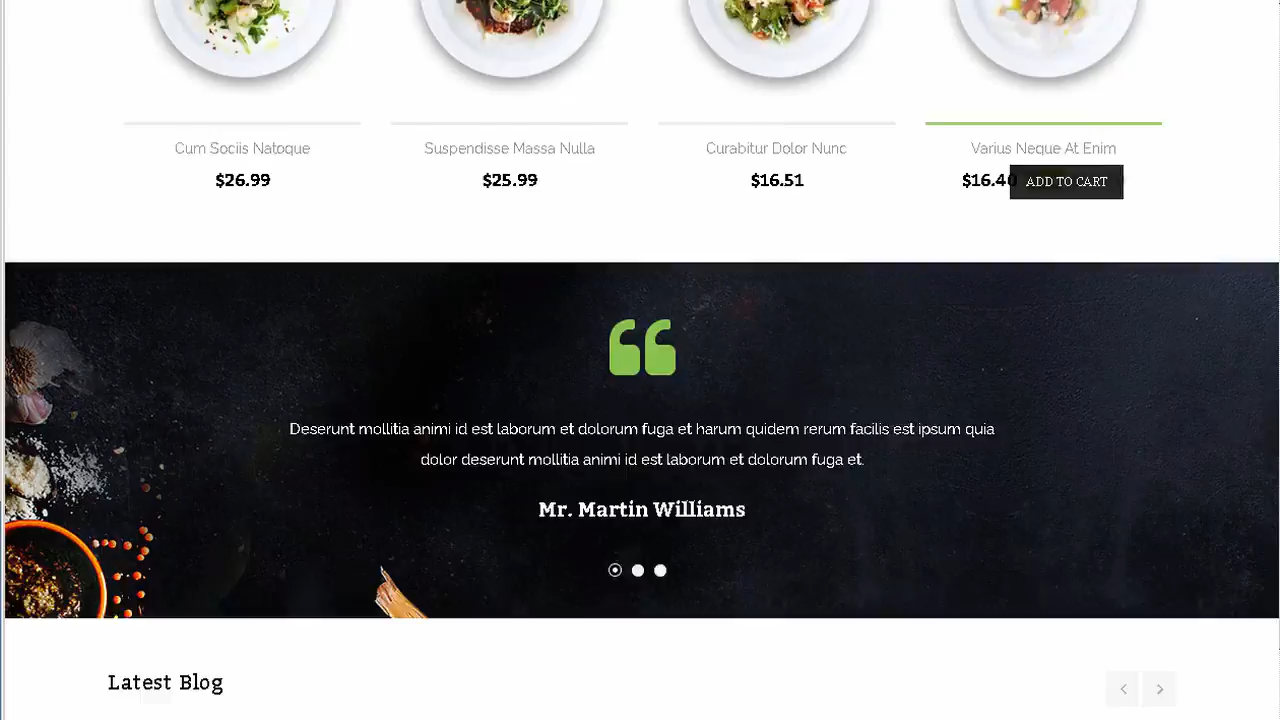 Cum Sociis Natoque
Suspendisse Massa Nulla
Curabitur Dolor Nunc
Varius Neque At Enim
$26.99
$25.99
$16.51
$16.40
ADD TO CART
Deserunt mollitia animi id est laborum et dolorum fuga et harum quidem rerum facilis est ipsum quia
dolor deserunt mollitia animi id est laborum et dolorum fuga et.
Mr. Martin Williams
Latest Blog